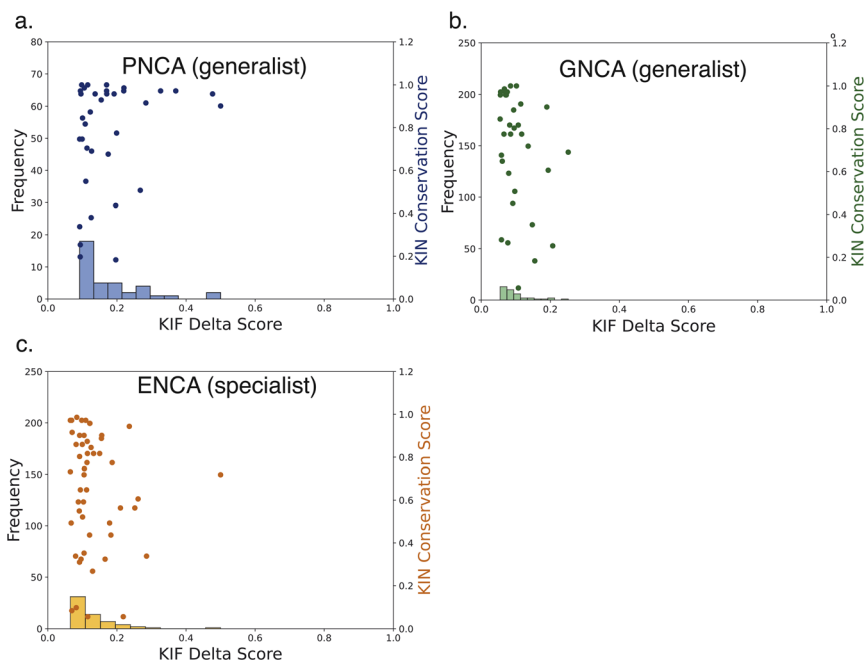 a.
PNCA (generalist)
80
70
60
50
40
30
20
10
0
Frequency
1.2
1.0
0.8
0.6
0.4
0.2
0.0
KIN Conservation Score
0.0 0.2 0.4 0.6 0.8 1.0
KIF Delta Score
b.
GNCA (generalist)
250
200
150
100
50
0
Frequency
o
1.2
1.0
0.8
0.6
0.4
0.2
0.0
KIN Conservation Score
0.0 0.2 0.4 0.6 0.8 1.0
KIF Delta Score
c.
ENCA (specialist)
250
200
150
100
50
0
Frequency
1.2
1.0
0.8
0.6
0.4
0.2
0.0
KIN Conservation Score
0.0 0.2 0.4 0.6 0.8 1.0
KIF Delta Score